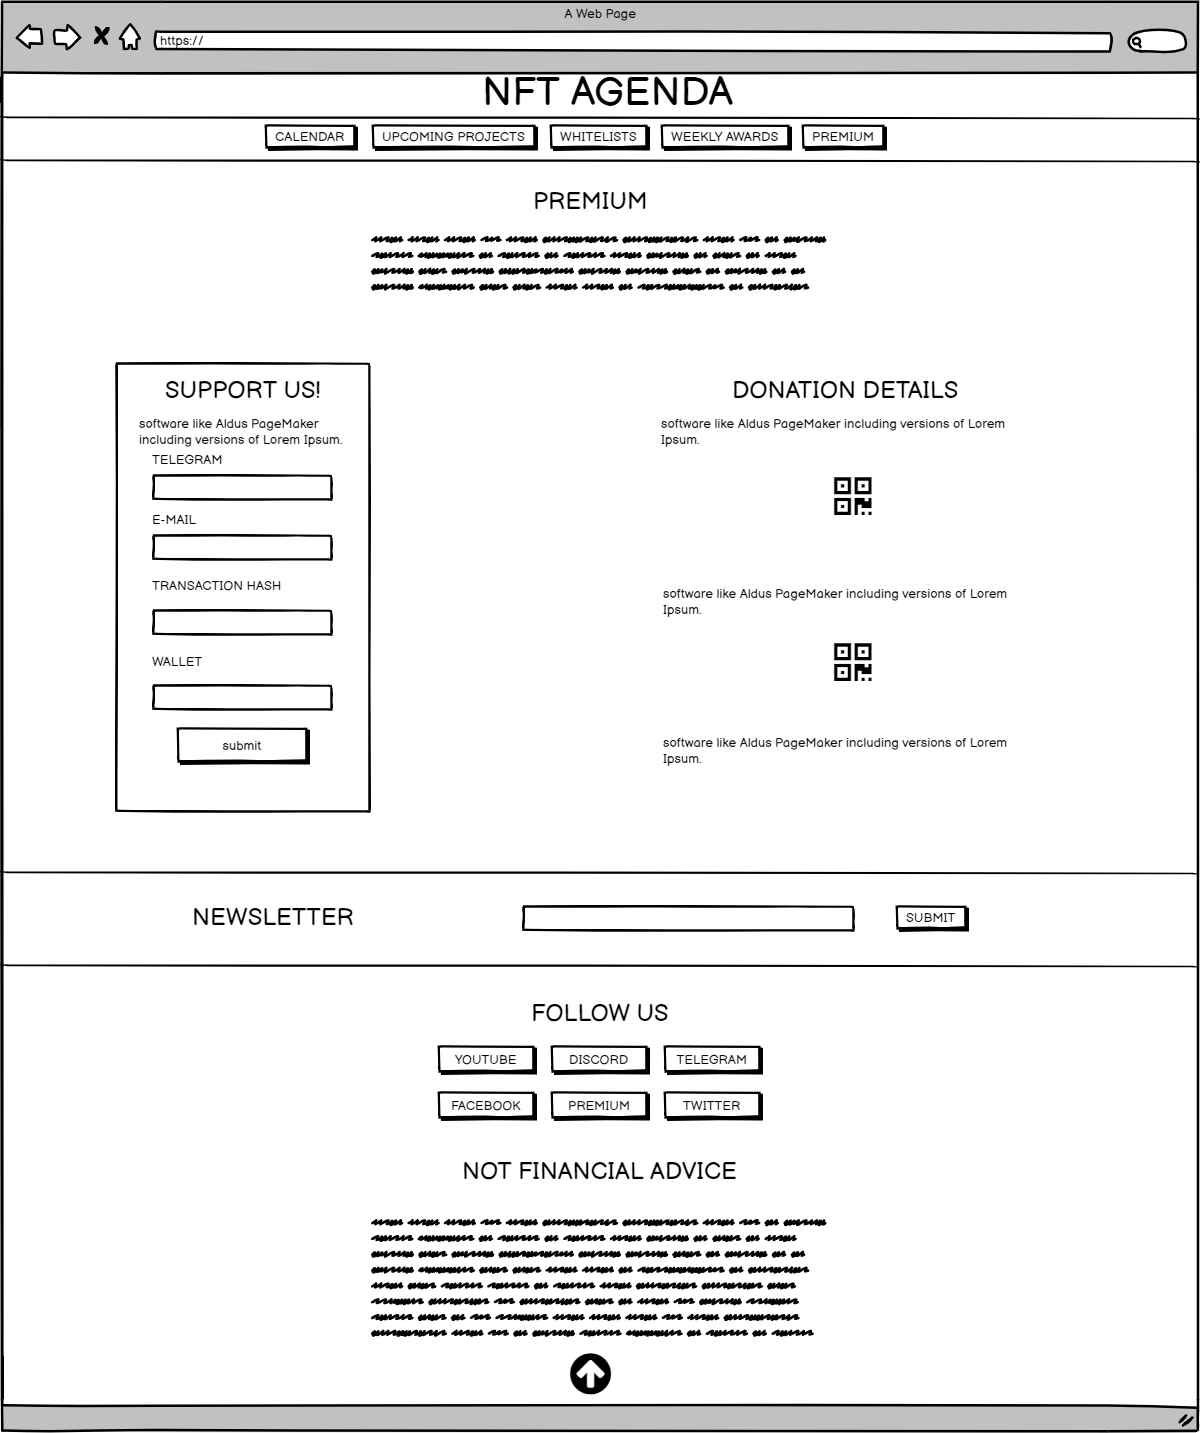 A Web Page
https://
NFT AGENDA
CALENDAR UPCOMING PROJECTS WHITELISTS WEEKLY AWARDS PREMIUM
PREMIUM
SUPPORT US!
software like Aldus PageMaker
including versions of Lorem Ipsum.
TELEGRAM
E-MAIL
TRANSACTION HASH
WALLET
submit
DONATION DETAILS
software like Aldus PageMaker including versions of Lorem
Ipsum.
software like Aldus PageMaker including versions of Lorem
Ipsum.
software like Aldus PageMaker including versions of Lorem
Ipsum.
NEWSLETTER
SUBMIT
FOLLOW US
YOUTUBE DISCORD TELEGRAM
FACEBOOK PREMIUM TWITTER
NOT FINANCIAL ADVICE